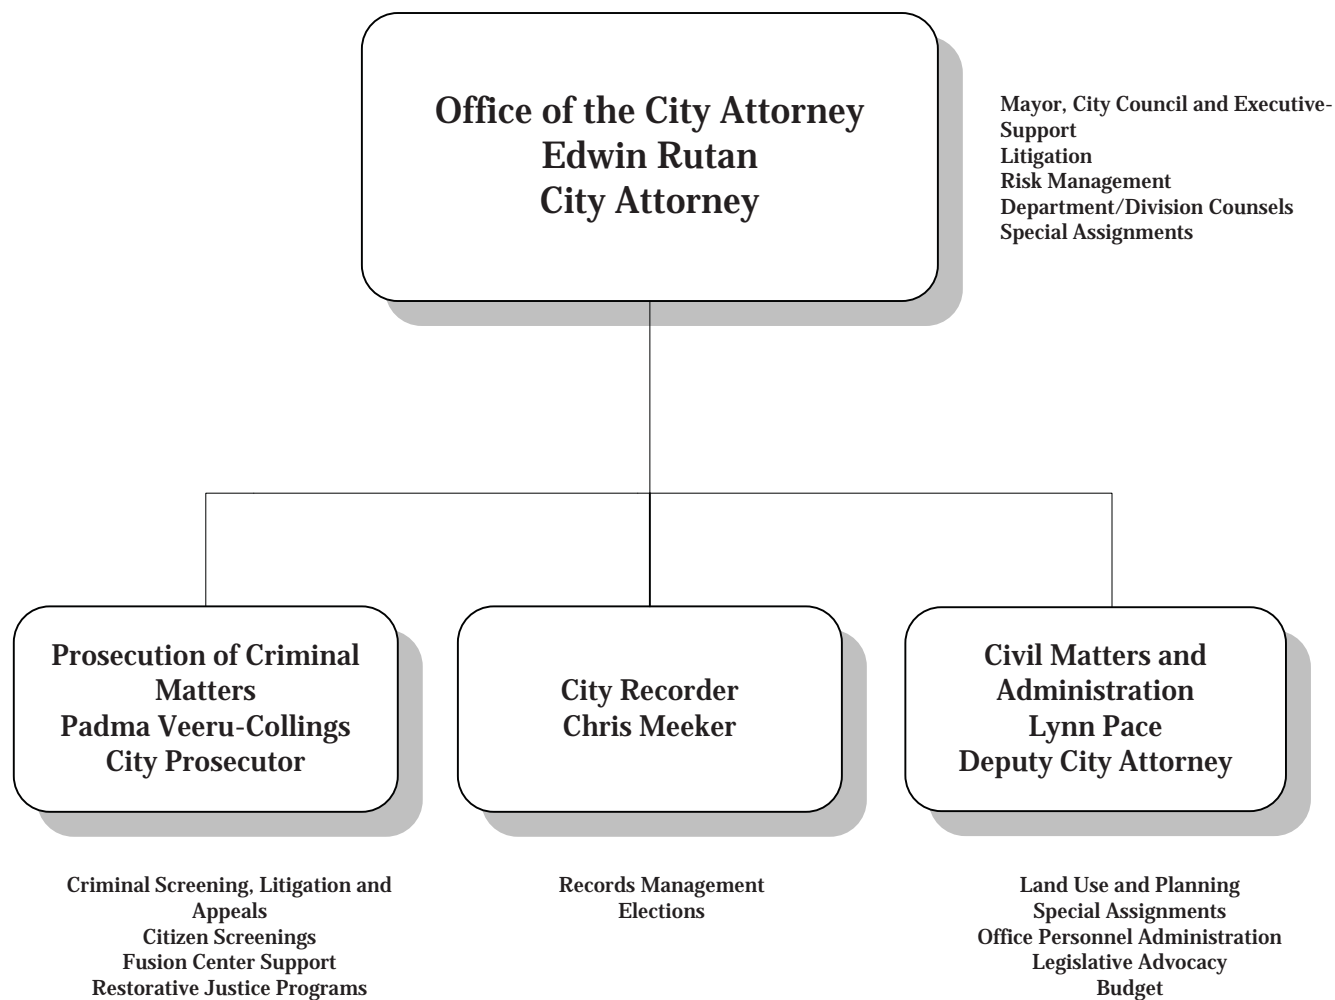 Office of the City Attorney
Edwin Rutan
City Attorney
Mayor, City Council and Executive-
Support
Litigation
Risk Management
Department/Division Counsels
Special Assignments
Prosecution of Criminal
Matters
Padma Veeru-Collings
City Prosecutor
City Recorder
Chris Meeker
Civil Matters and
Administration
Lynn Pace
Deputy City Attorney
Criminal Screening, Litigation and
Appeals
Citizen Screenings
Fusion Center Support
Restorative Justice Programs
Records Management
Elections
Land Use and Planning
Special Assignments
Office Personnel Administration
Legislative Advocacy
Budget